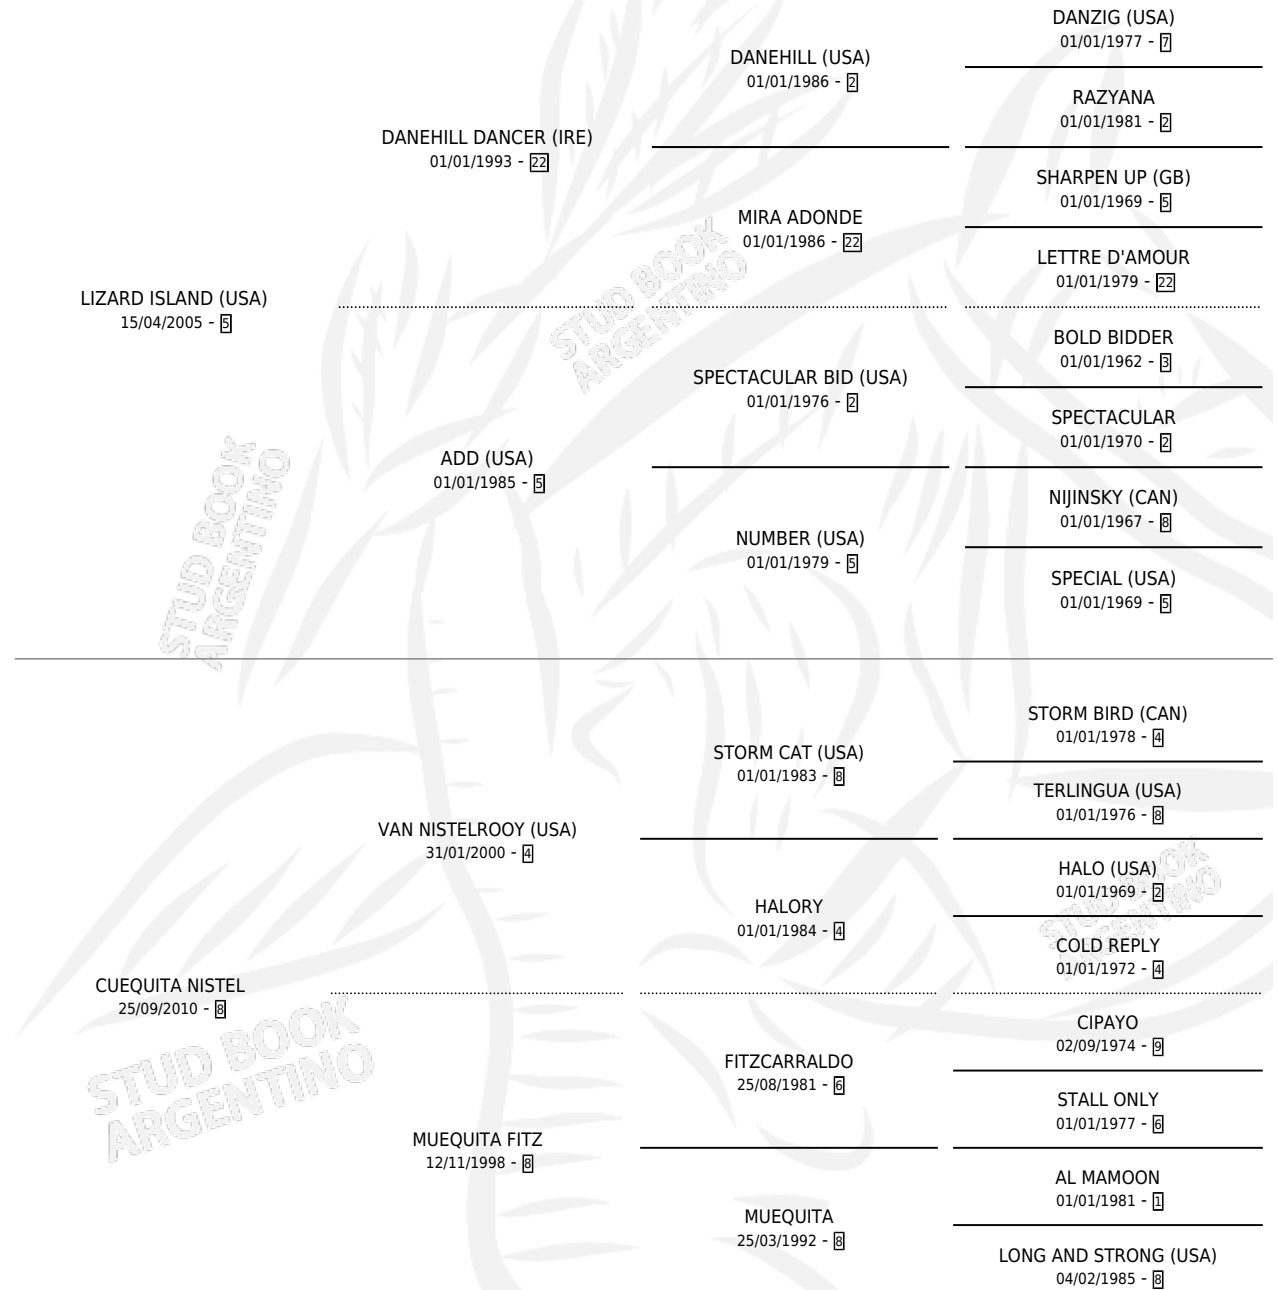 DANZIG (USA)
01/01/1977 - 7
DANEHILL (USA)
01/01/1986 - 2
RAZYANA
01/01/1981 - 2
DANEHILL DANCER (IRE)
01/01/1993 - 22
SHARPEN UP (GB)
01/01/1969 - 5
MIRA ADONDE
01/01/1986 - 22
LETTRE D'AMOUR
01/01/1979 - 22
LIZARD ISLAND (USA)
15/04/2005 - 5
BOLD BIDDER
01/01/1962 - 3
SPECTACULAR BID (USA)
01/01/1976 - 2
SPECTACULAR
01/01/1970 - 2
ADD (USA)
01/01/1985 - 5
NIJINSKY (CAN)
01/01/1967 - 8
NUMBER (USA)
01/01/1979 - 5
SPECIAL (USA)
01/01/1969 - 5
STORM BIRD (CAN)
01/01/1978 - 4
STORM CAT (USA)
01/01/1983 - 8
TERLINGUA (USA)
01/01/1976 - 8
VAN NISTELROOY (USA)
31/01/2000 - 4
HALO (USA)
01/01/1969 - 2
HALORY
01/01/1984 - 4
COLD REPLY
01/01/1972 - 4
CUEQUITA NISTEL
25/09/2010 - 8
CIPAYO
02/09/1974 - 9
FITZCARRALDO
25/08/1981 - 6
STALL ONLY
01/01/1977 - 6
MUEQUITA FITZ
12/11/1998 - 8
AL MAMOON
01/01/1981 - 1
MUEQUITA
25/03/1992 - 8
LONG AND STRONG (USA)
04/02/1985 - 8
STUD BOOK
ARGENTINO
STUD BOOK
ARGENTINO
STUD BOOK
ARGENTINO
STUD BOOK
ARGENTINO